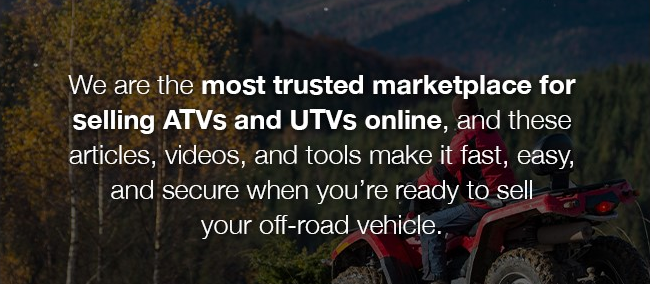 We are the most trusted marketplace for
selling ATVs and UTVs online, and these
articles, videos, and tools make it fast, easy,
and secure when you’re ready to sell
your off-road vehicle.